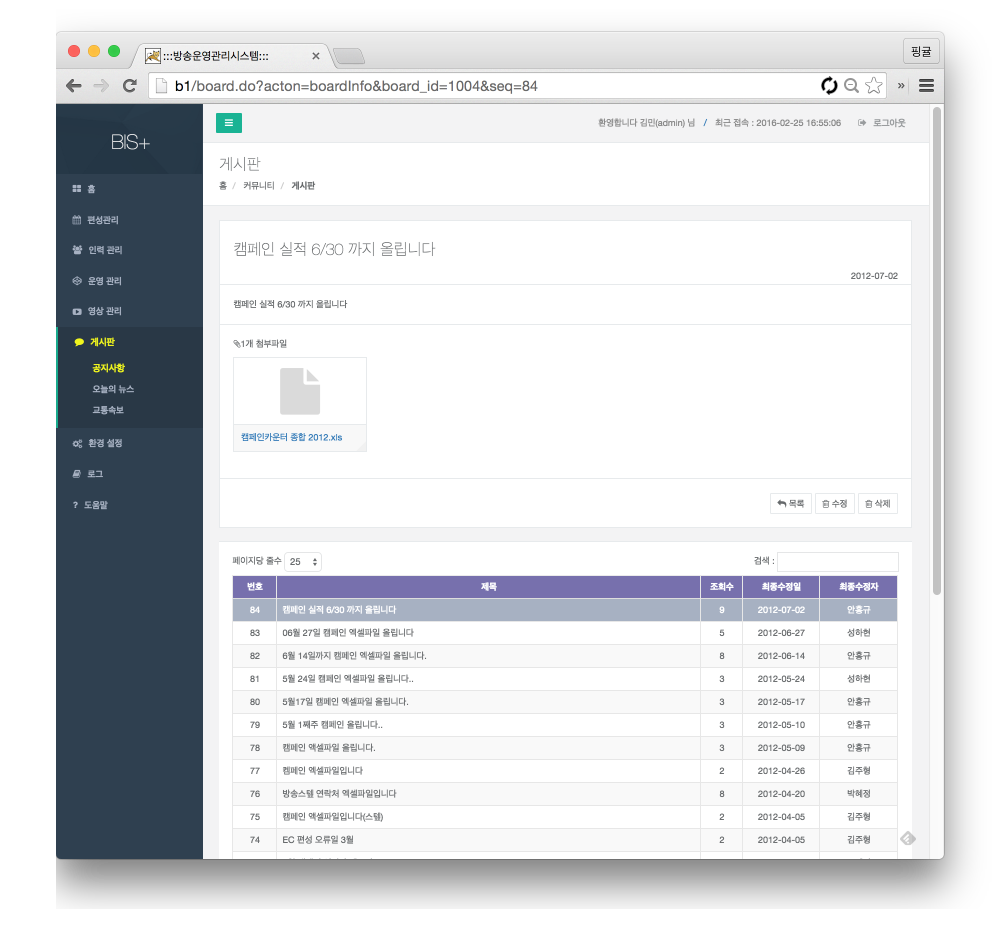 :::방송운영관리시스템:::
핑귤
b1/board.do?acton=boardInfo&board_id=1004&seq=84
BIS+
환영합니다 김민(admin) 님 / 최근 접속 : 2016-02-25 16:55:06 로그아웃
게시판
홈 / 커뮤니티 / 게시판
홈
편성관리
인력 관리
운영 관리
영상 관리
게시판
공지사항
오늘의 뉴스
교통속보
환경 설정
로그
? 도움말
캠페인 실적 6/30 까지 올립니다
2012-07-02
캠페인 실적 6/30 까지 올립니다
1개 첨부파일
캠페인카운터 종합 2012.xls
목록 수정 삭제
페이지당 줄수 25 검색 :
번호 제목 조회수 최종수정일 최종수정자
84 캠페인 실적 6/30 까지 올립니다 9 2012-07-02 안홍규
83 06월 27일 캠페인 엑셀파일 올립니다 5 2012-06-27 성하현
82 6월 14일까지 캠페인 엑셀파일 올립니다. 8 2012-06-14 안홍규
81 5월 24일 캠페인 엑셀파일 올립니다.. 3 2012-05-24 성하현
80 5월17일 캠페인 엑셀파일 올립니다. 3 2012-05-17 안홍규
79 5월 1째주 캠페인 올립니다.. 3 2012-05-10 안홍규
78 캠페인 엑셀파일 올립니다. 3 2012-05-09 안홍규
77 켐페인 엑셀파일입니다 2 2012-04-26 김주형
76 방송스텝 연락처 엑셀파일입니다 8 2012-04-20 박혜정
75 캠페인 엑셀파일입니다(스템) 2 2012-04-05 김주형
74 EC 편성 오류일 3월 2 2012-04-05 김주형